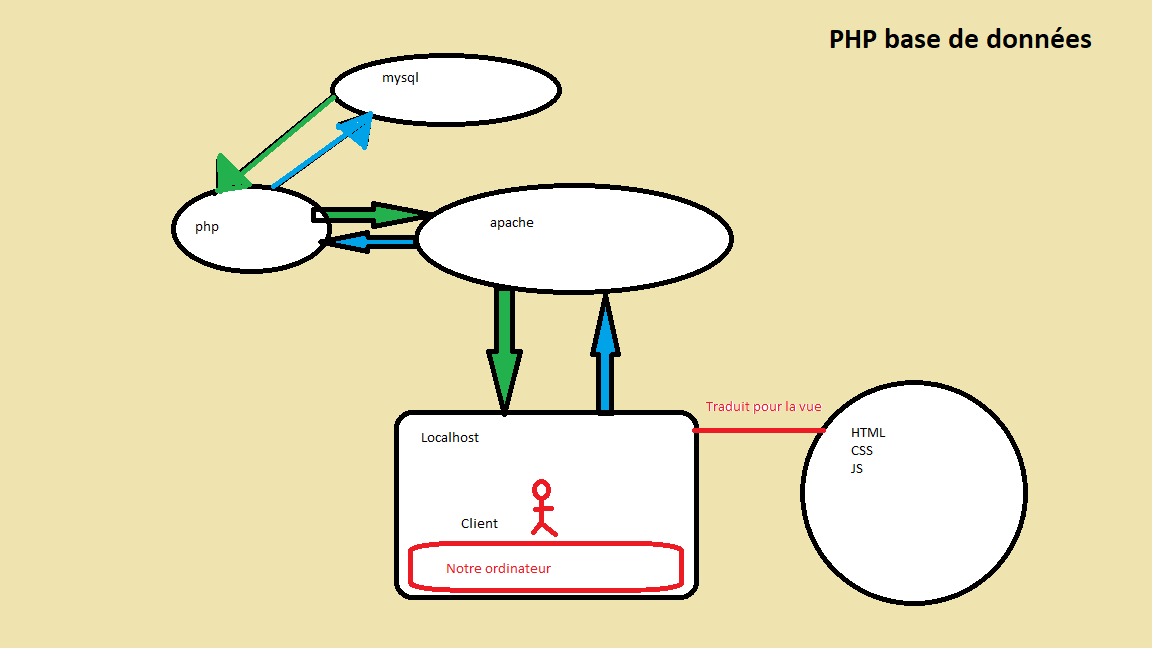 PHP base de données
mysql
php
apache
Traduit pour la vue
Localhost
HTML
CSS
JS
Client
Notre ordinateur